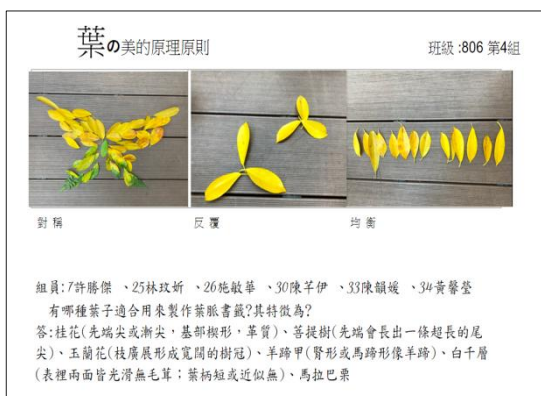 葉の美的原理原則
班級:806 第4組
對稱
反覆
均衡
組員:7許勝傑 、25林玟妡 、26施敏華 、30陳芊伊 、33陳韻媛 、34黃馨瑩
有哪種葉子適合用來製作葉脈書籤?其特徵為?
答:桂花(先端尖或漸尖,基部楔形,革質)、菩提樹(先端會長出一條超長的尾
尖)、玉蘭花(枝廣展形成寬闊的樹冠)、羊蹄甲(腎形或馬蹄形像羊蹄)、白千層
(表裡兩面皆光滑無毛茸;葉柄短或近似無)、馬拉巴栗